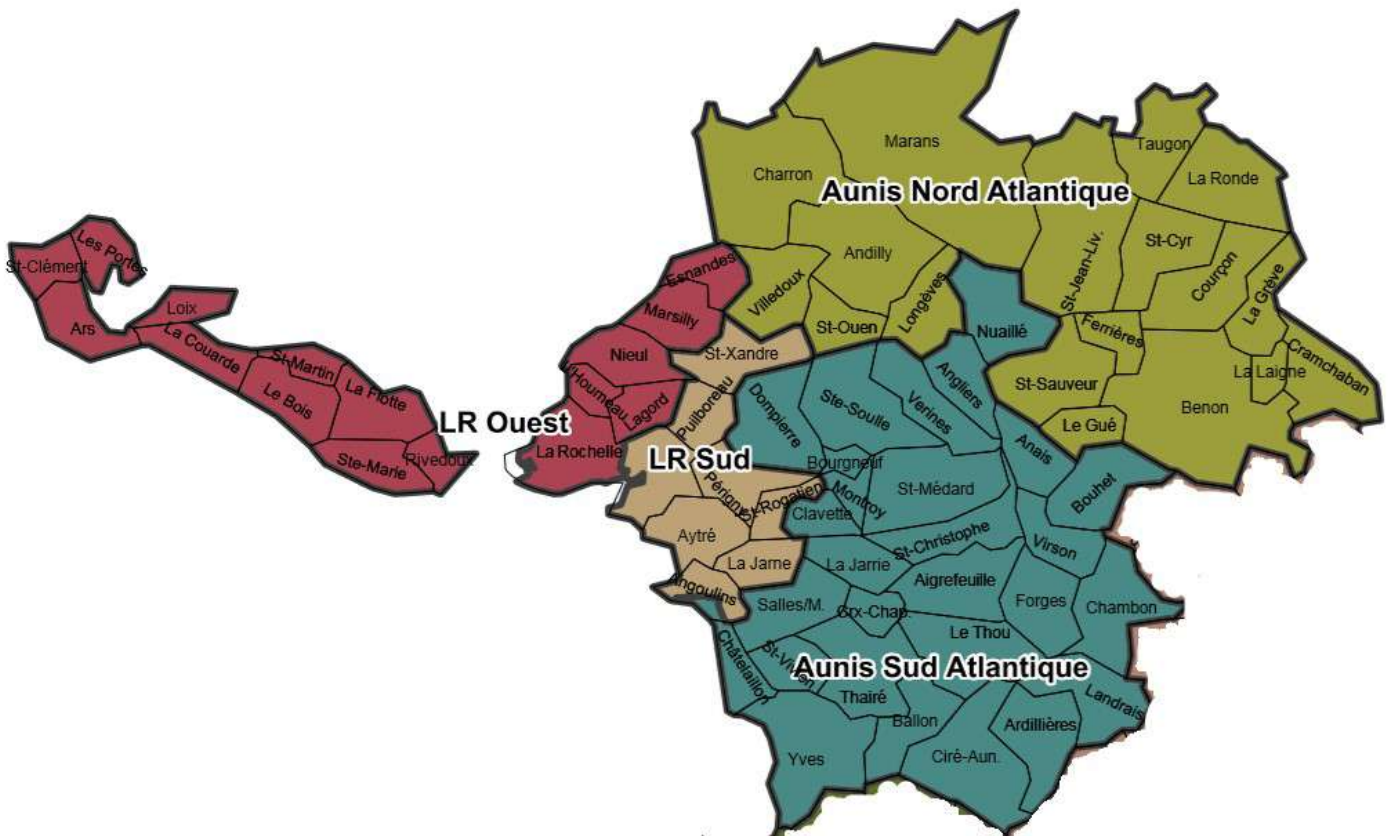 Marans
Taugon
Charron
La Ronde
Aunis Nord Atlantique
Les Portes
St-Cyr
Andilly
St-Jean-Liv.
Courçon
St-Clément
Esnandes
La Grève
Villedoux
Longèves
Loix
Marsilly
St-Ouen
Nuaillé
Ferrières
Ars
La Couarde
Nieul
St-Xandre
Cramchaban
St-Martin
La Laigne
L'Houmeau
Angliers
St-Sauveur
La Flotte
Lagord
Puilboreau
Dompierre
Ste-Soulle
Verines
Benon
Le Bois
LR Ouest
Le Gué
La Rochelle
LR Sud
Anais
Ste-Marie
Rivedoux
Bourgneuf
Périgny
St-Rogatien
Montroy
St-Médard
Bouhet
Clavette
Aytré
St-Christophe
Virson
La Jarne
La Jarrie
Aigrefeuille
Angoulins
Salles/M.
Crx-Chap.
Forges
Chambon
Le Thou
Châtelaillon
St-Vivien
Aunis Sud Atlantique
Thairé
Landrais
Ballon
Ardillières
Yves
Ciré-Aun.